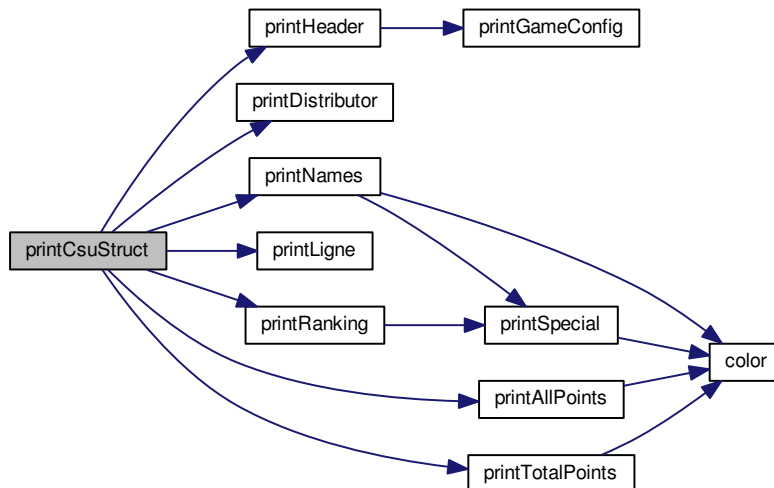 printHeader
printGameConfig
printDistributor
printNames
printCsuStruct
printLigne
printRanking
printSpecial
color
printAllPoints
printTotalPoints